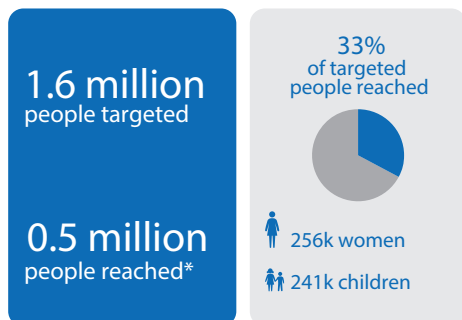 1.6 million
people targeted
0.5 million
people reached*
33%
of targeted
people reached
256k women
241k children